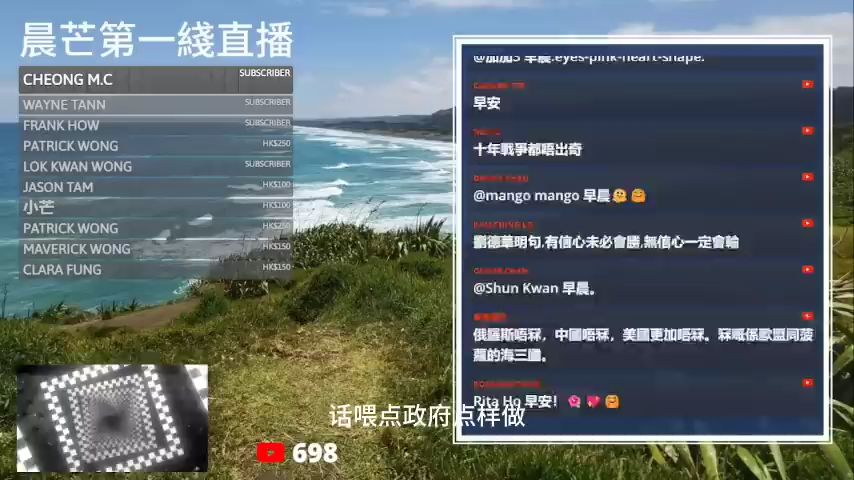 晨芒第一綫直播
CHEONG M.C SUBSCRIBER
WAYNE TANN SUBSCRIBER
FRANK HOW SUBSCRIBER
PATRICK WONG HK$250
LOK KWAN WONG SUBSCRIBER
JASON TAM HK$100
小芒 HK$100
PATRICK WONG HK$250
MAVERICK WONG HK$150
CLARA FUNG HK$150
早晨:eyes-pink-heart-shape:
早安
十年戰爭都唔出奇
@mango mango 早晨
劉德華明句,有信心未必會勝,無信心一定會輸
@Shun Kwan 早晨。
俄羅斯唔冧，中國唔冧，美國更加唔冧。冧嘅係歐盟同菠
蘿的海三國。
Rita Ho 早安!
话喂点政府点样做
698